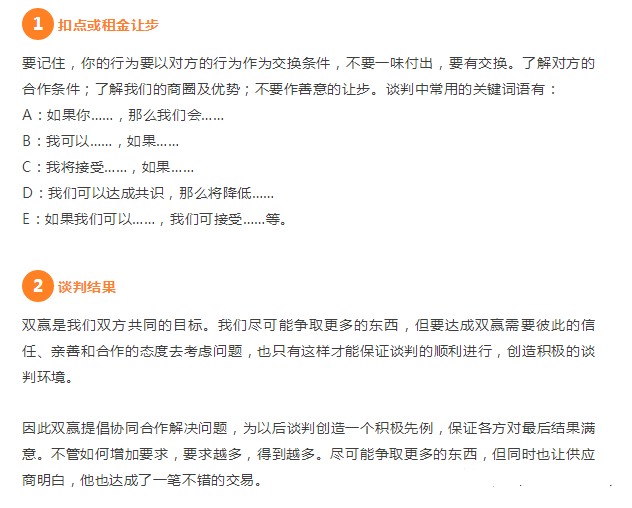 1 扣点或租金让步
要记住，你的行为要以对方的行为作为交换条件，不要一味付出，要有交换。了解对方的
合作条件；了解我们的商圈及优势；不要作善意的让步。谈判中常用的关键词语有：
A：如果你……，那么我们会……
B：我可以……，如果……
C：我将接受……，如果……
D：我们可以达成共识，那么将降低……
E：如果我们可以……，我们可接受……等。
2 谈判结果
双赢是我们双方共同的目标。我们尽可能争取更多的东西，但要达成双赢需要彼此的信
任、亲善和合作的态度去考虑问题，也只有这样才能保证谈判的顺利进行，创造积极的谈
判环境。
因此双赢提倡协同合作解决问题，为以后谈判创造一个积极先例，保证各方对最后结果满
意。不管如何增加要求，要求越多，得到越多。尽可能争取更多的东西，但同时也让供应
商明白，他也达成了一笔不错的交易。